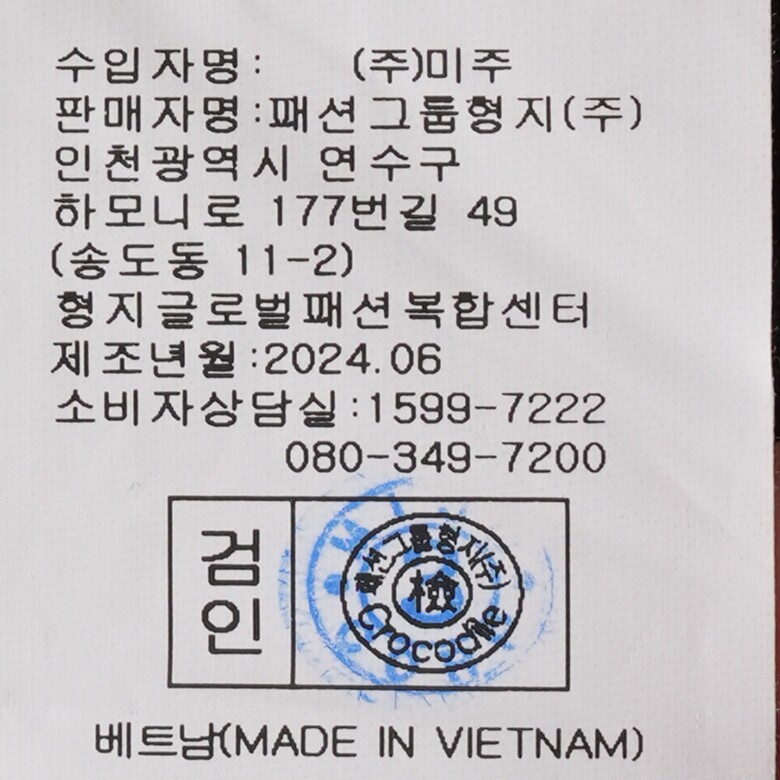 수입자명: (주)미주
판매자명:패션그룹형지(주)
인천광역시 연수구
하모니로 177번길 49
(송도동 11-2)
형지글로벌패션복합센터
제조년월:2024.06
소비자상담실:1599-7222
080-349-7200
검인
패션그룹형지(주)
檢
Crocodile
베트남(MADE IN VIETNAM)